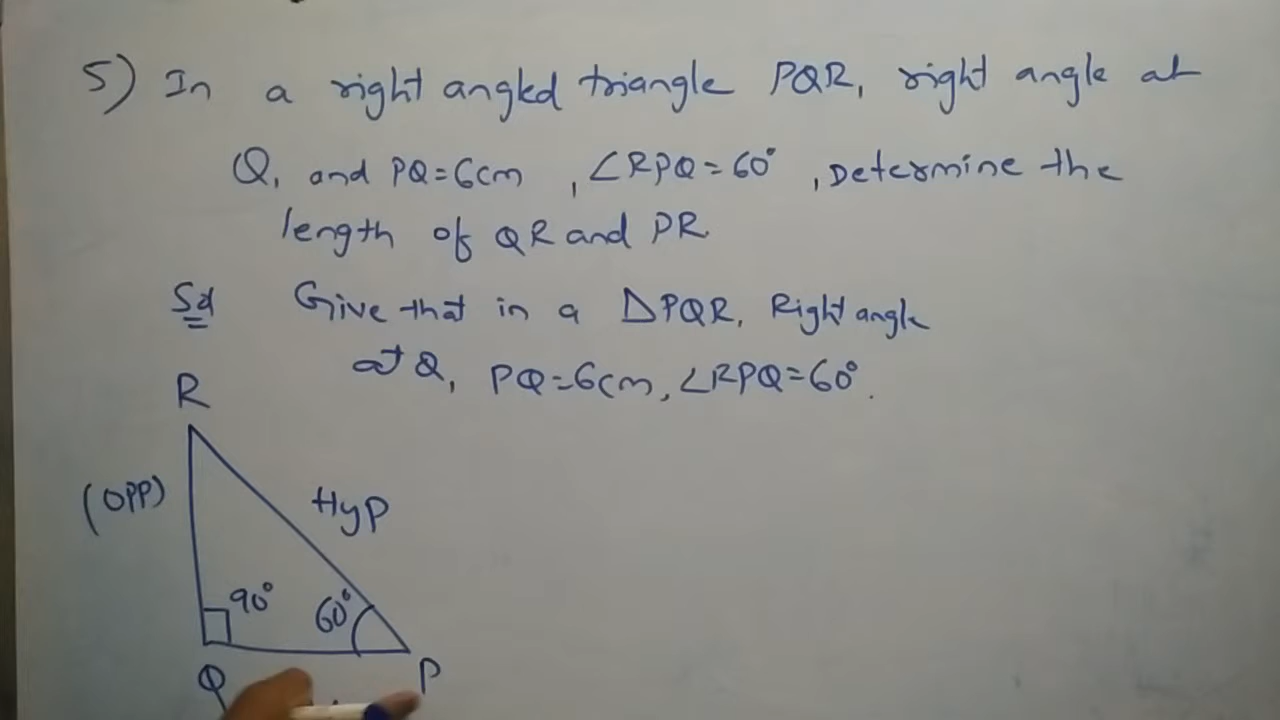 5) In a right angled triangle PQR, right angle at
Q, and PQ=6cm, ∠RPQ=60°, Determine the
length of QR and PR.
Sol Give that in a ΔPQR, Right angle
at Q, PQ=6cm, ∠RPQ=60°.
R
(OPP)
Hyp
90°
60°
Q
P